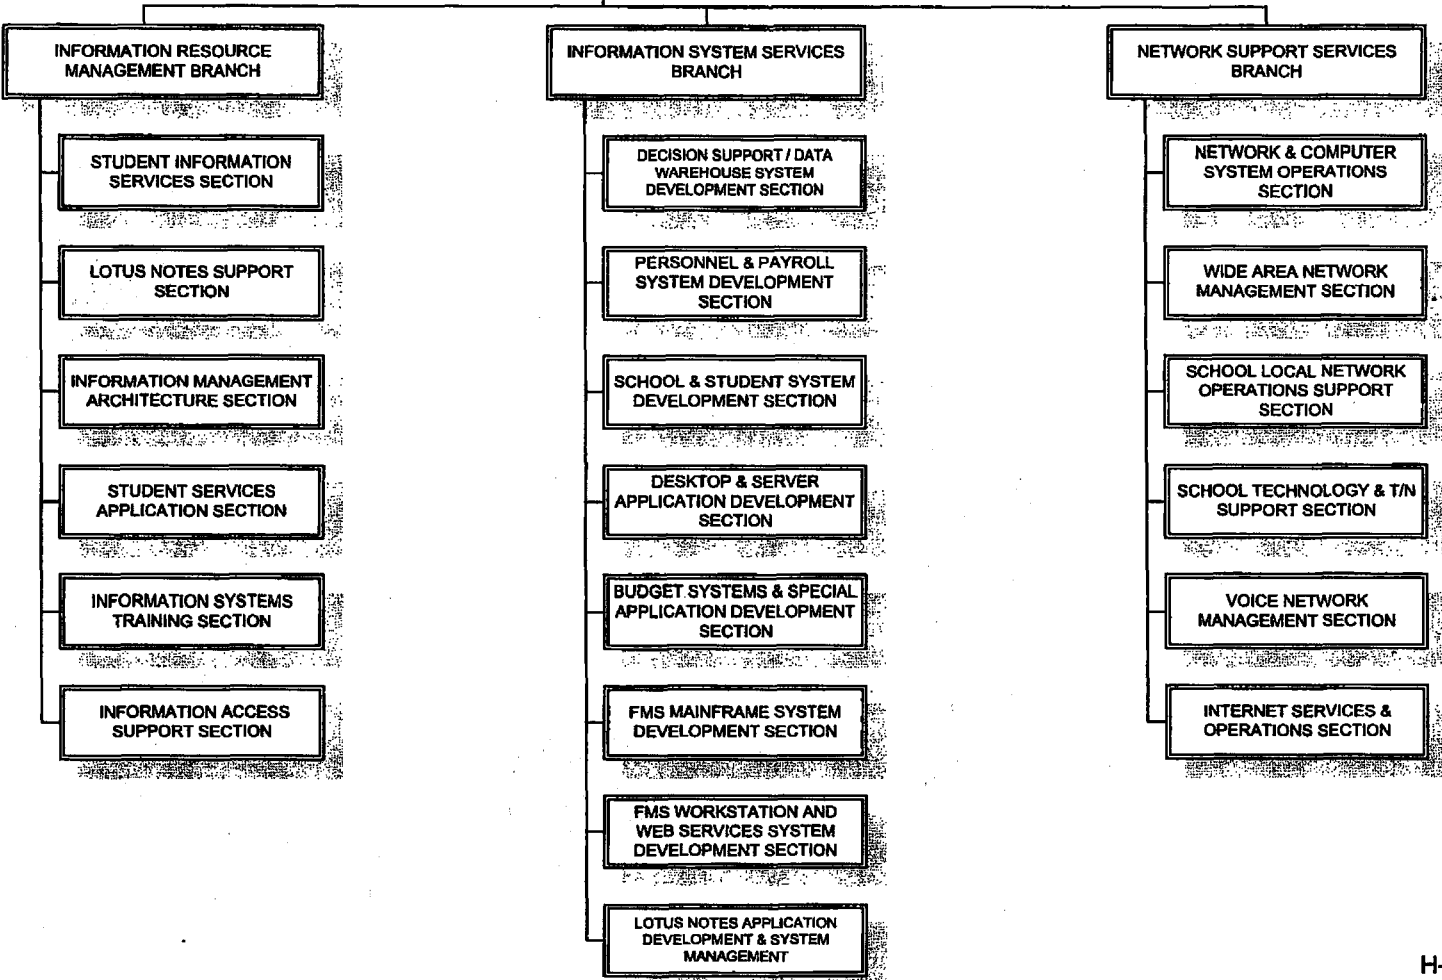 INFORMATION RESOURCE
MANAGEMENT BRANCH
STUDENT INFORMATION
SERVICES SECTION
LOTUS NOTES SUPPORT
SECTION
INFORMATION MANAGEMENT
ARCHITECTURE SECTION
STUDENT SERVICES
APPLICATION SECTION
INFORMATION SYSTEMS
TRAINING SECTION
INFORMATION ACCESS
SUPPORT SECTION
INFORMATION SYSTEM SERVICES
BRANCH
DECISION SUPPORT / DATA
WAREHOUSE SYSTEM
DEVELOPMENT SECTION
PERSONNEL & PAYROLL
SYSTEM DEVELOPMENT
SECTION
SCHOOL & STUDENT SYSTEM
DEVELOPMENT SECTION
DESKTOP & SERVER
APPLICATION DEVELOPMENT
SECTION
BUDGET SYSTEMS & SPECIAL
APPLICATION DEVELOPMENT
SECTION
FMS MAINFRAME SYSTEM
DEVELOPMENT SECTION
FMS WORKSTATION AND
WEB SERVICES SYSTEM
DEVELOPMENT SECTION
LOTUS NOTES APPLICATION
DEVELOPMENT & SYSTEM
MANAGEMENT
NETWORK SUPPORT SERVICES
BRANCH
NETWORK & COMPUTER
SYSTEM OPERATIONS
SECTION
WIDE AREA NETWORK
MANAGEMENT SECTION
SCHOOL LOCAL NETWORK
OPERATIONS SUPPORT
SECTION
SCHOOL TECHNOLOGY & T/N
SUPPORT SECTION
VOICE NETWORK
MANAGEMENT SECTION
INTERNET SERVICES &
OPERATIONS SECTION
H-